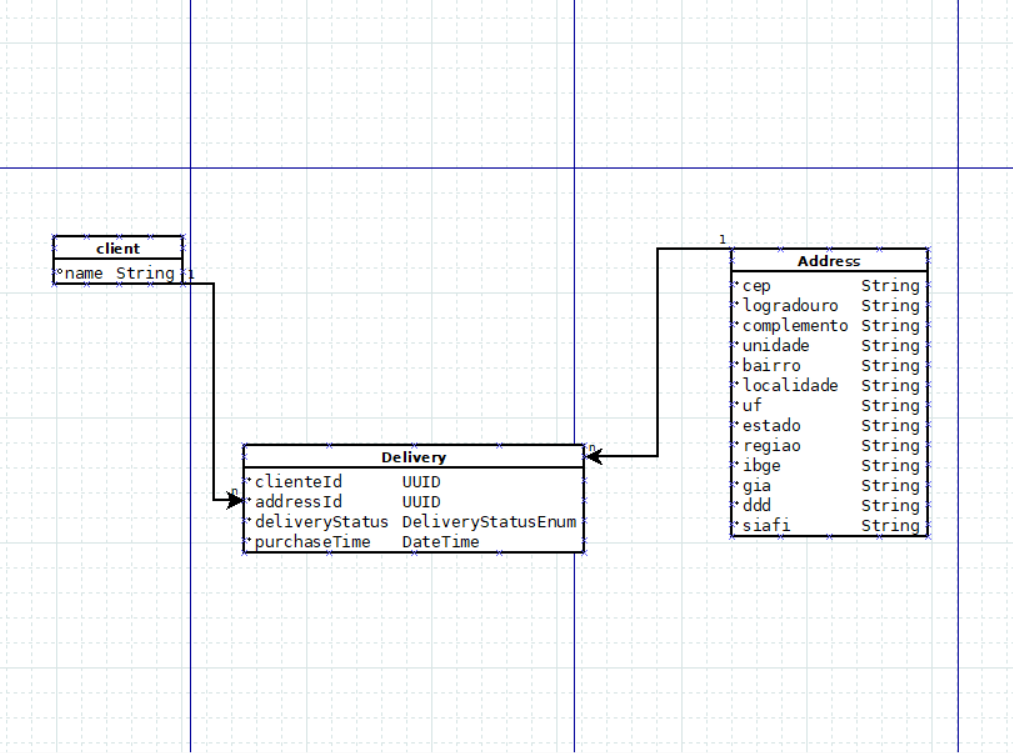 client
name String
1
1
Address
cep String
logradouro String
complemento String
unidade String
bairro String
localidade String
uf String
estado String
regiao String
ibge String
gia String
ddd String
siafi String
n
n
Delivery
clienteId UUID
addressId UUID
deliveryStatus DeliveryStatusEnum
purchaseTime DateTime